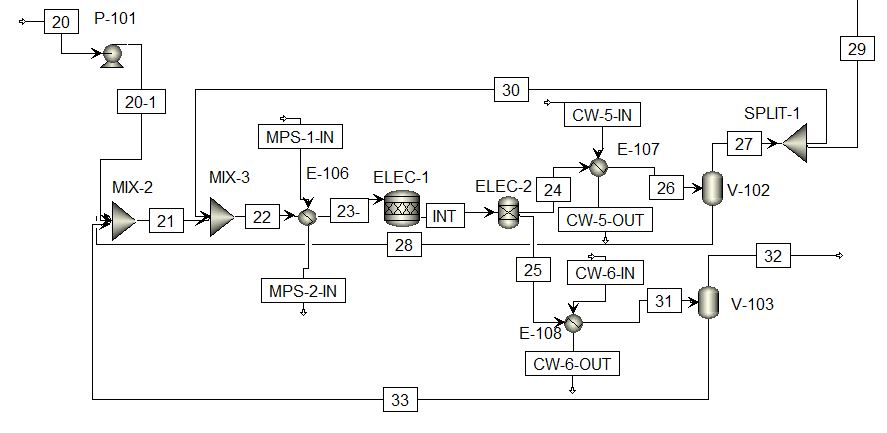 20
P-101
29
20-1
30
CW-5-IN
SPLIT-1
MPS-1-IN
27
E-107
E-106
ELEC-1
MIX-2
MIX-3
ELEC-2
24
26
V-102
21
22
23-
INT
CW-5-OUT
28
32
25
CW-6-IN
MPS-2-IN
31
V-103
E-108
CW-6-OUT
33